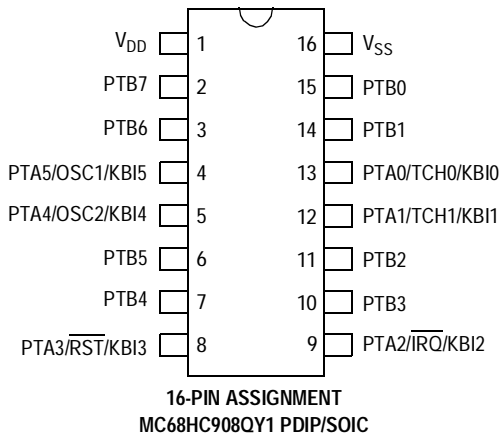 V_DD 1 16 V_SS
PTB7 2 15 PTB0
PTB6 3 14 PTB1
PTA5/OSC1/KBI5 4 13 PTA0/TCH0/KBI0
PTA4/OSC2/KBI4 5 12 PTA1/TCH1/KBI1
PTB5 6 11 PTB2
PTB4 7 10 PTB3
PTA3/R̅S̅T̅/KBI3 8 9 PTA2/I̅R̅Q̅/KBI2
16-PIN ASSIGNMENT
MC68HC908QY1 PDIP/SOIC